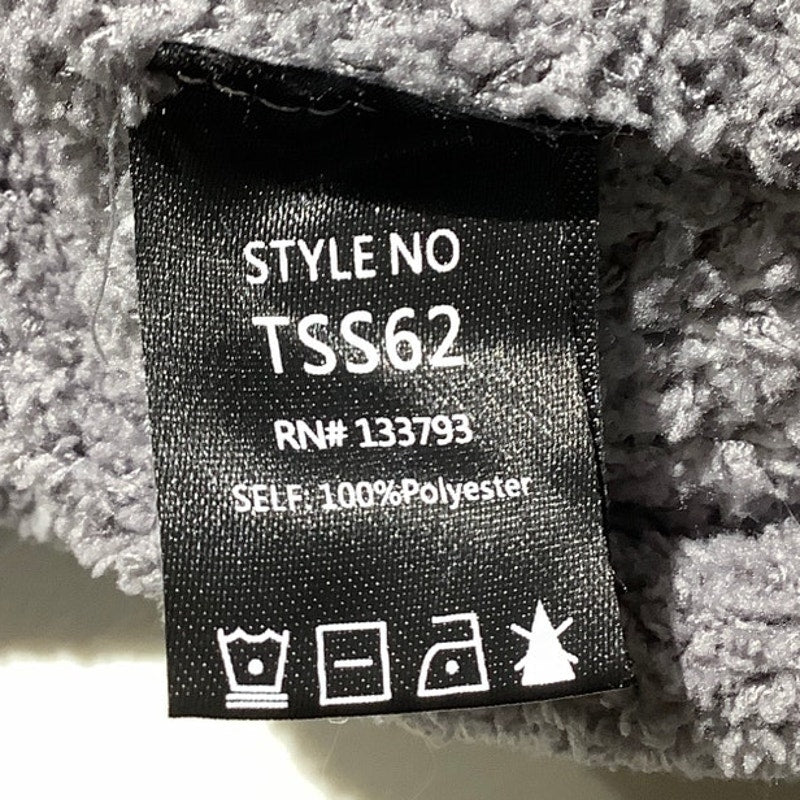 STYLE NO
TSS62
RN# 133793
SELF: 100%Polyester